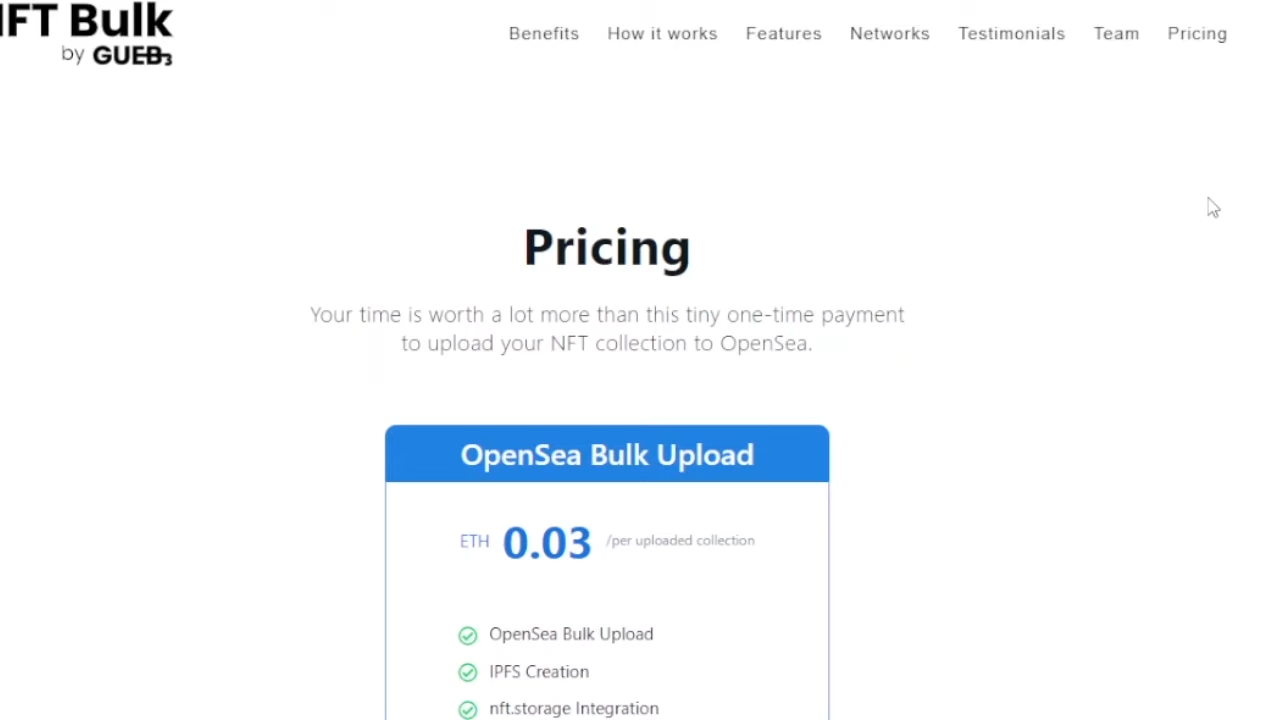 IFT Bulk
by GUEB3
Benefits How it works Features Networks Testimonials Team Pricing
Pricing
Your time is worth a lot more than this tiny one-time payment
to upload your NFT collection to OpenSea.
OpenSea Bulk Upload
ETH 0.03 /per uploaded collection
OpenSea Bulk Upload
IPFS Creation
nft.storage Integration